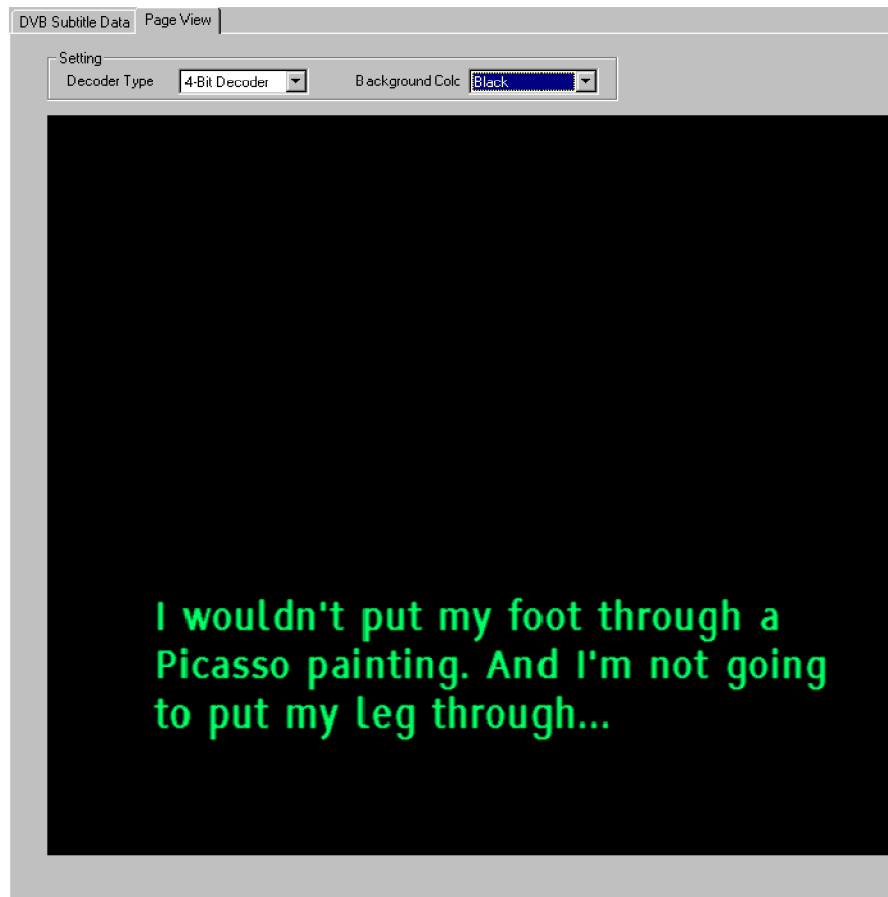 DVB Subtitle Data Page View
Setting
Decoder Type 4-Bit Decoder Background Colc Black
I wouldn't put my foot through a
Picasso painting. And I'm not going
to put my leg through...